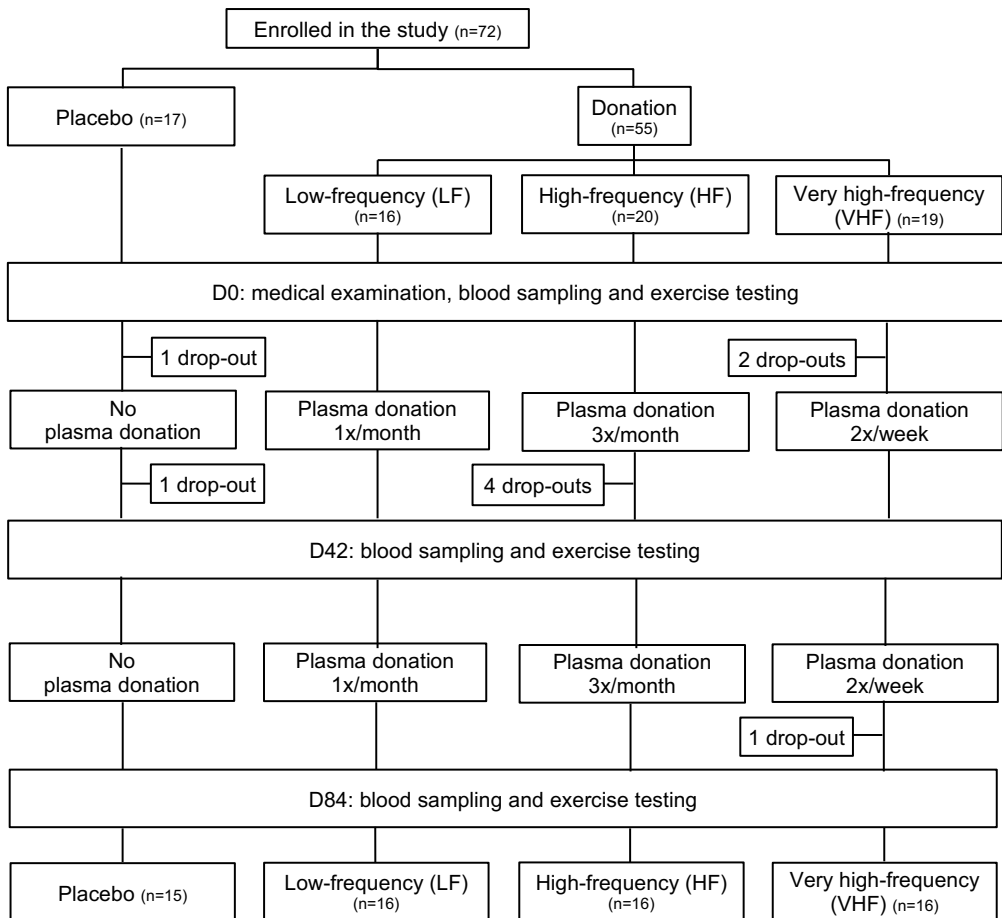 Enrolled in the study (n=72)
Placebo (n=17)
Donation
(n=55)
Low-frequency (LF)
(n=16)
High-frequency (HF)
(n=20)
Very high-frequency
(VHF) (n=19)
D0: medical examination, blood sampling and exercise testing
1 drop-out
2 drop-outs
No
plasma donation
Plasma donation
1x/month
Plasma donation
3x/month
Plasma donation
2x/week
1 drop-out
4 drop-outs
D42: blood sampling and exercise testing
No
plasma donation
Plasma donation
1x/month
Plasma donation
3x/month
Plasma donation
2x/week
1 drop-out
D84: blood sampling and exercise testing
Placebo (n=15)
Low-frequency (LF)
(n=16)
High-frequency (HF)
(n=16)
Very high-frequency
(VHF) (n=16)